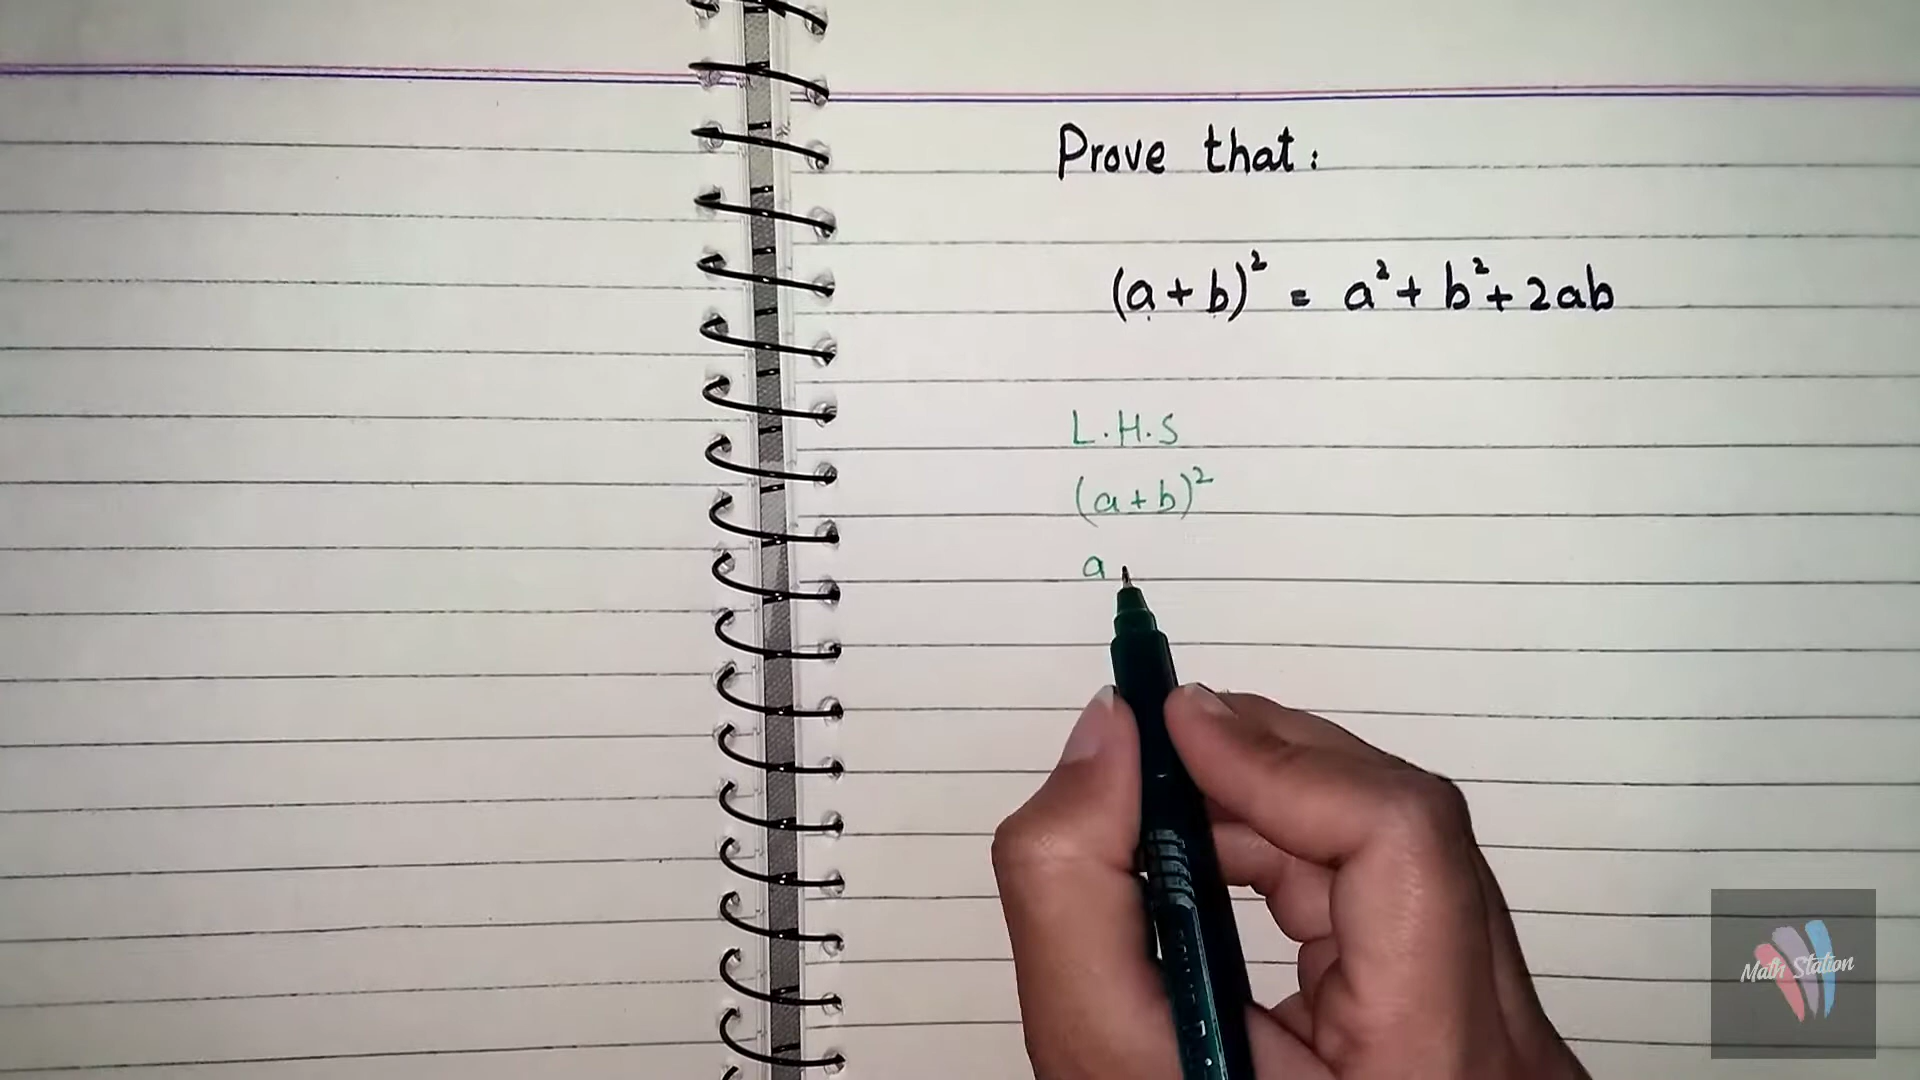 Prove that:
(a + b)² = a² + b² + 2ab
L.H.S
(a + b)²
a
Math Station